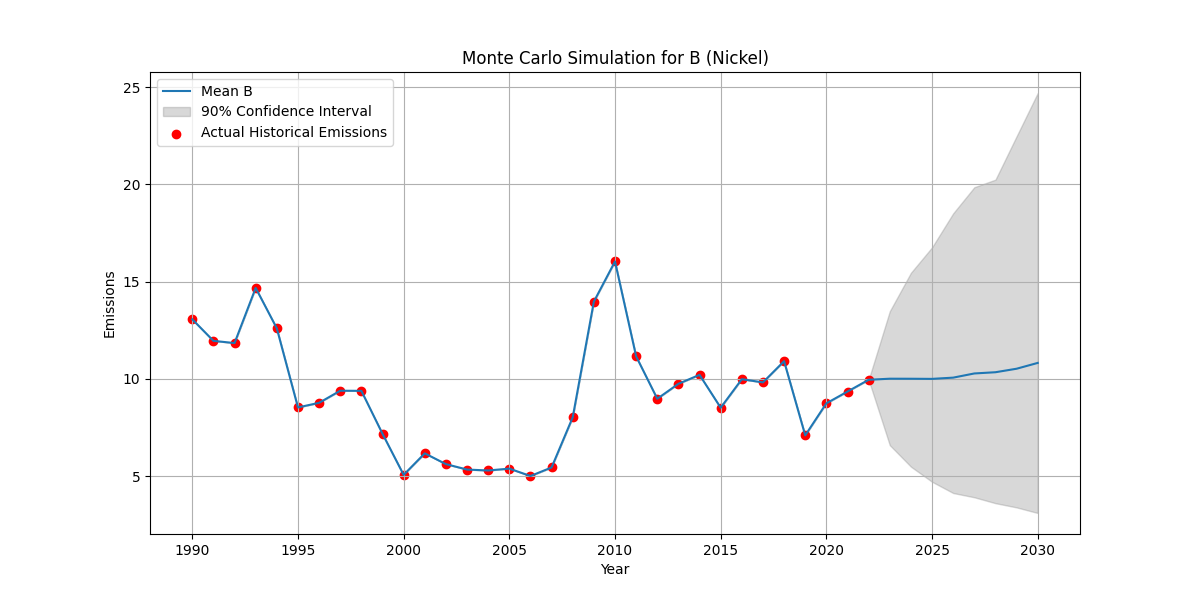 Monte Carlo Simulation for B (Nickel)
Mean B
90% Confidence Interval
Actual Historical Emissions
25
20
15
10
5
Emissions
1990 1995 2000 2005 2010 2015 2020 2025 2030
Year